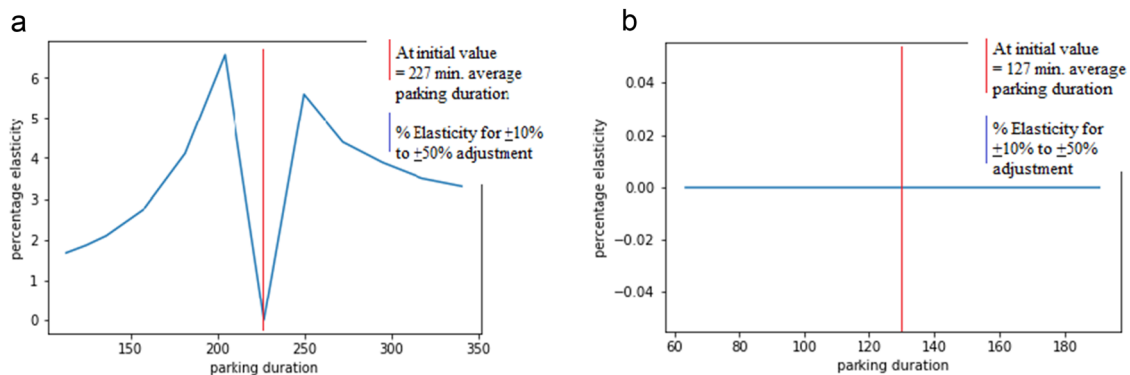 a
6
5
4
3
2
1
0
percentage elasticity
150
200
250
300
350
parking duration
At initial value
= 227 min. average
parking duration
% Elasticity for ±10%
to ±50% adjustment
b
0.04
0.02
0.00
−0.02
−0.04
percentage elasticity
60
80
100
120
140
160
180
parking duration
At initial value
= 127 min. average
parking duration
% Elasticity for
±10% to ±50%
adjustment